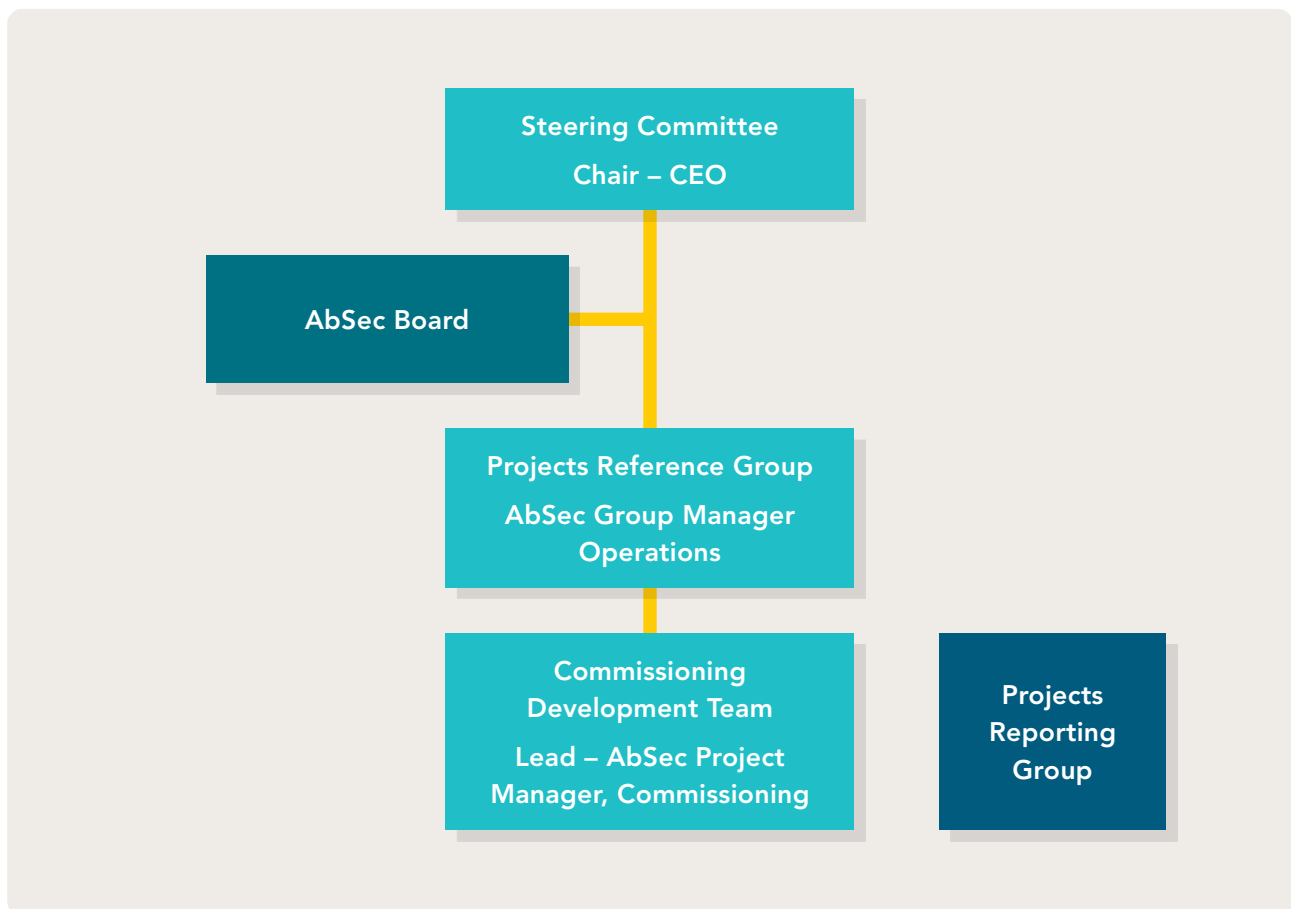 Steering Committee
Chair – CEO
AbSec Board
Projects Reference Group
AbSec Group Manager
Operations
Commissioning
Development Team
Lead – AbSec Project
Manager, Commissioning
Projects
Reporting
Group